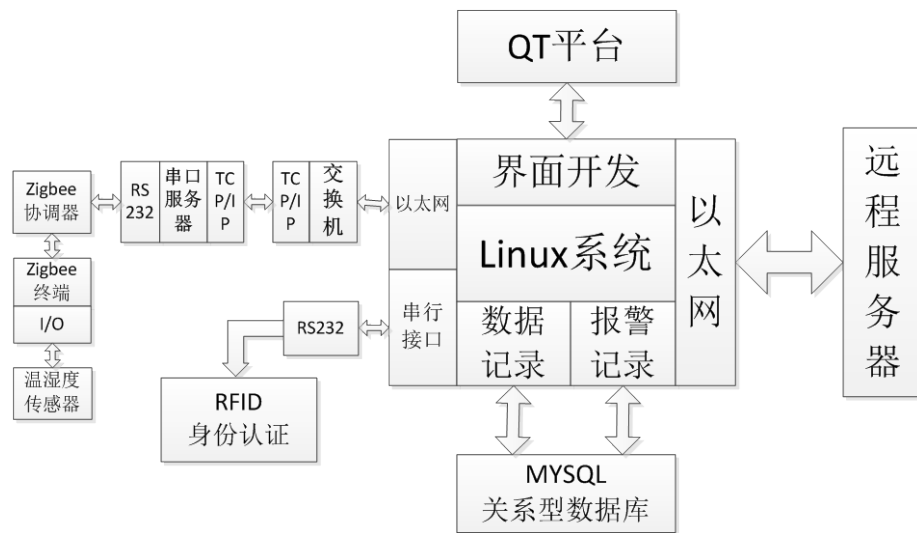 QT平台
界面开发
Linux系统
数据
记录
报警
记录
以
太
网
以太网
串行
接口
远
程
服
务
器
Zigbee
协调器
RS
232
串口
服务
器
TC
P/I
P
TC
P/I
P
交
换
机
Zigbee
终端
I/O
温湿度
传感器
RS232
RFID
身份认证
MYSQL
关系型数据库